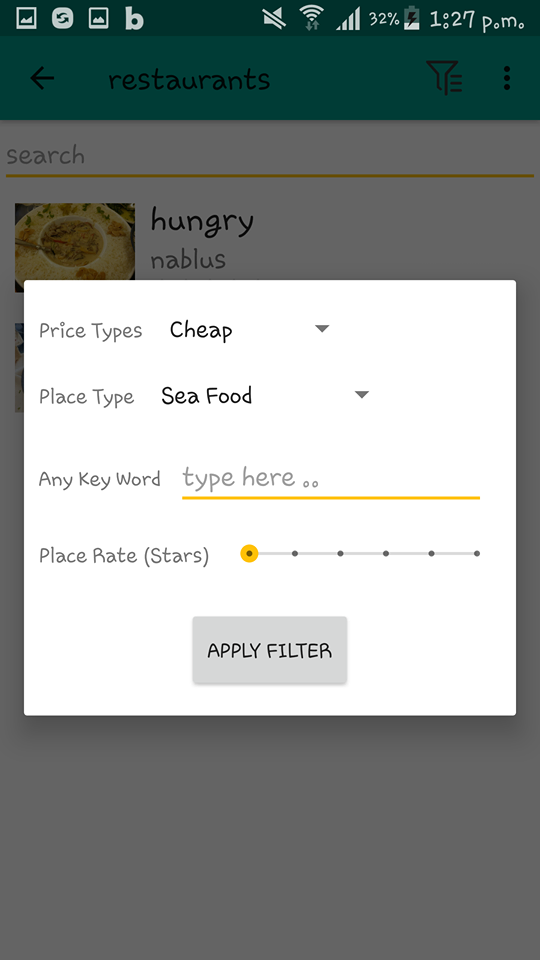 b 32% 1:27 p.m.
restaurants
search
hungry
nablus
Price Types Cheap
Place Type Sea Food
Any Key Word type here ..
Place Rate (Stars)
APPLY FILTER